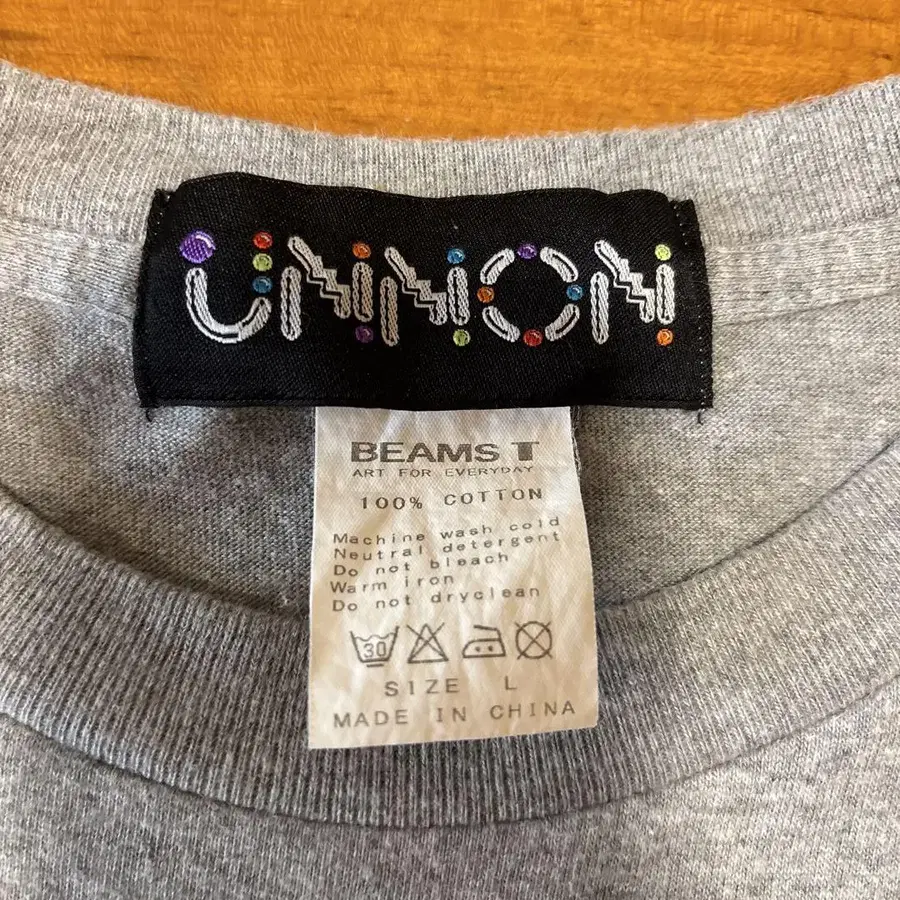 UNNON
BEAMS T
ART FOR EVERYDAY
100% COTTON
Machine wash cold
Neutral detergent
Do not bleach
Warm iron
Do not dryclean
30
SIZE L
MADE IN CHINA